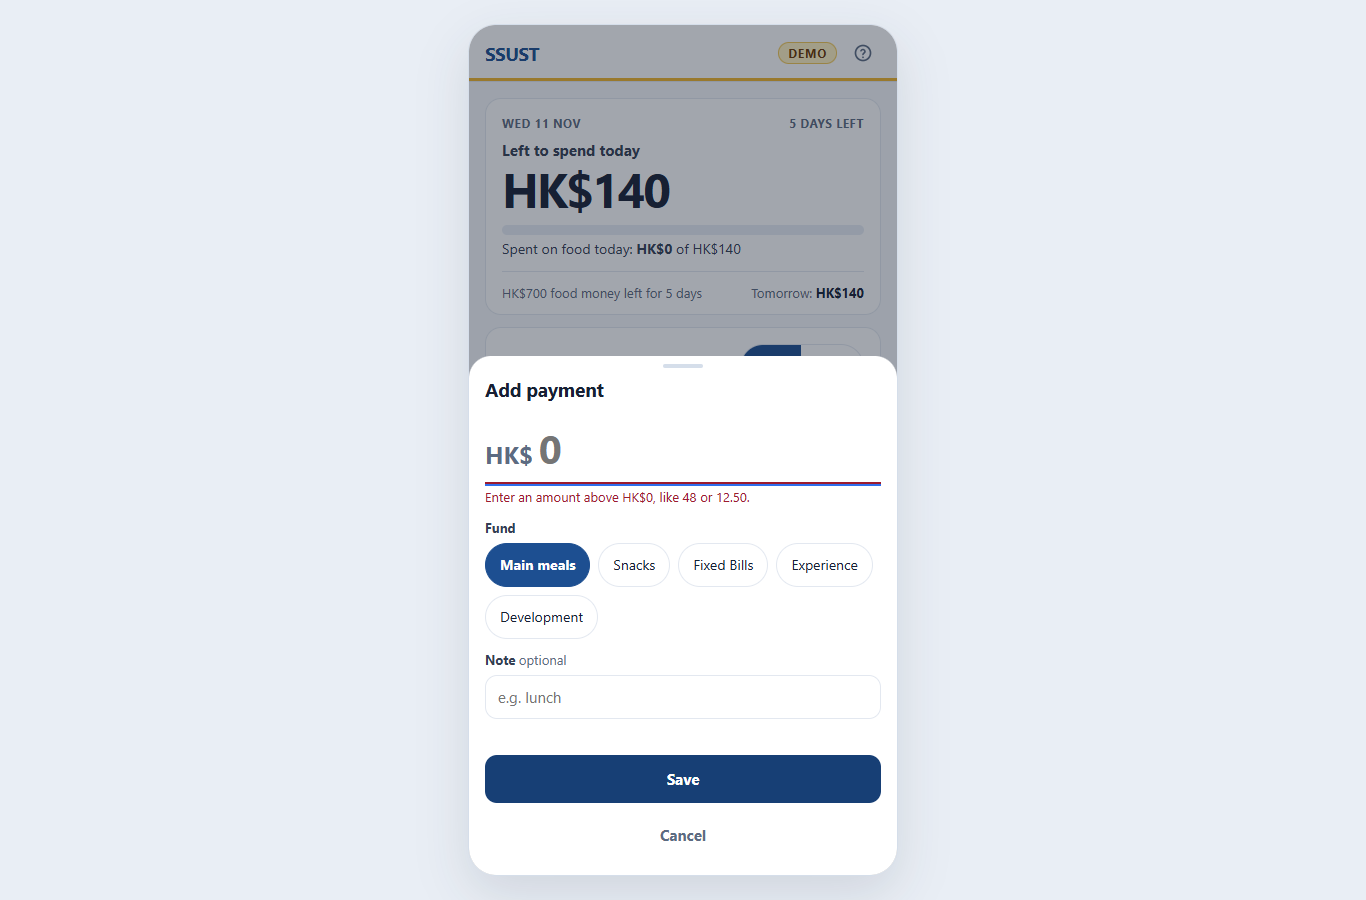 SSUST DEMO ?
WED 11 NOV 5 DAYS LEFT
Left to spend today
HK$140
Spent on food today: HK$0 of HK$140
HK$700 food money left for 5 days Tomorrow: HK$140
Add payment
HK$ 0
Enter an amount above HK$0, like 48 or 12.50.
Fund
Main meals Snacks Fixed Bills Experience
Development
Note optional
e.g. lunch
Save
Cancel